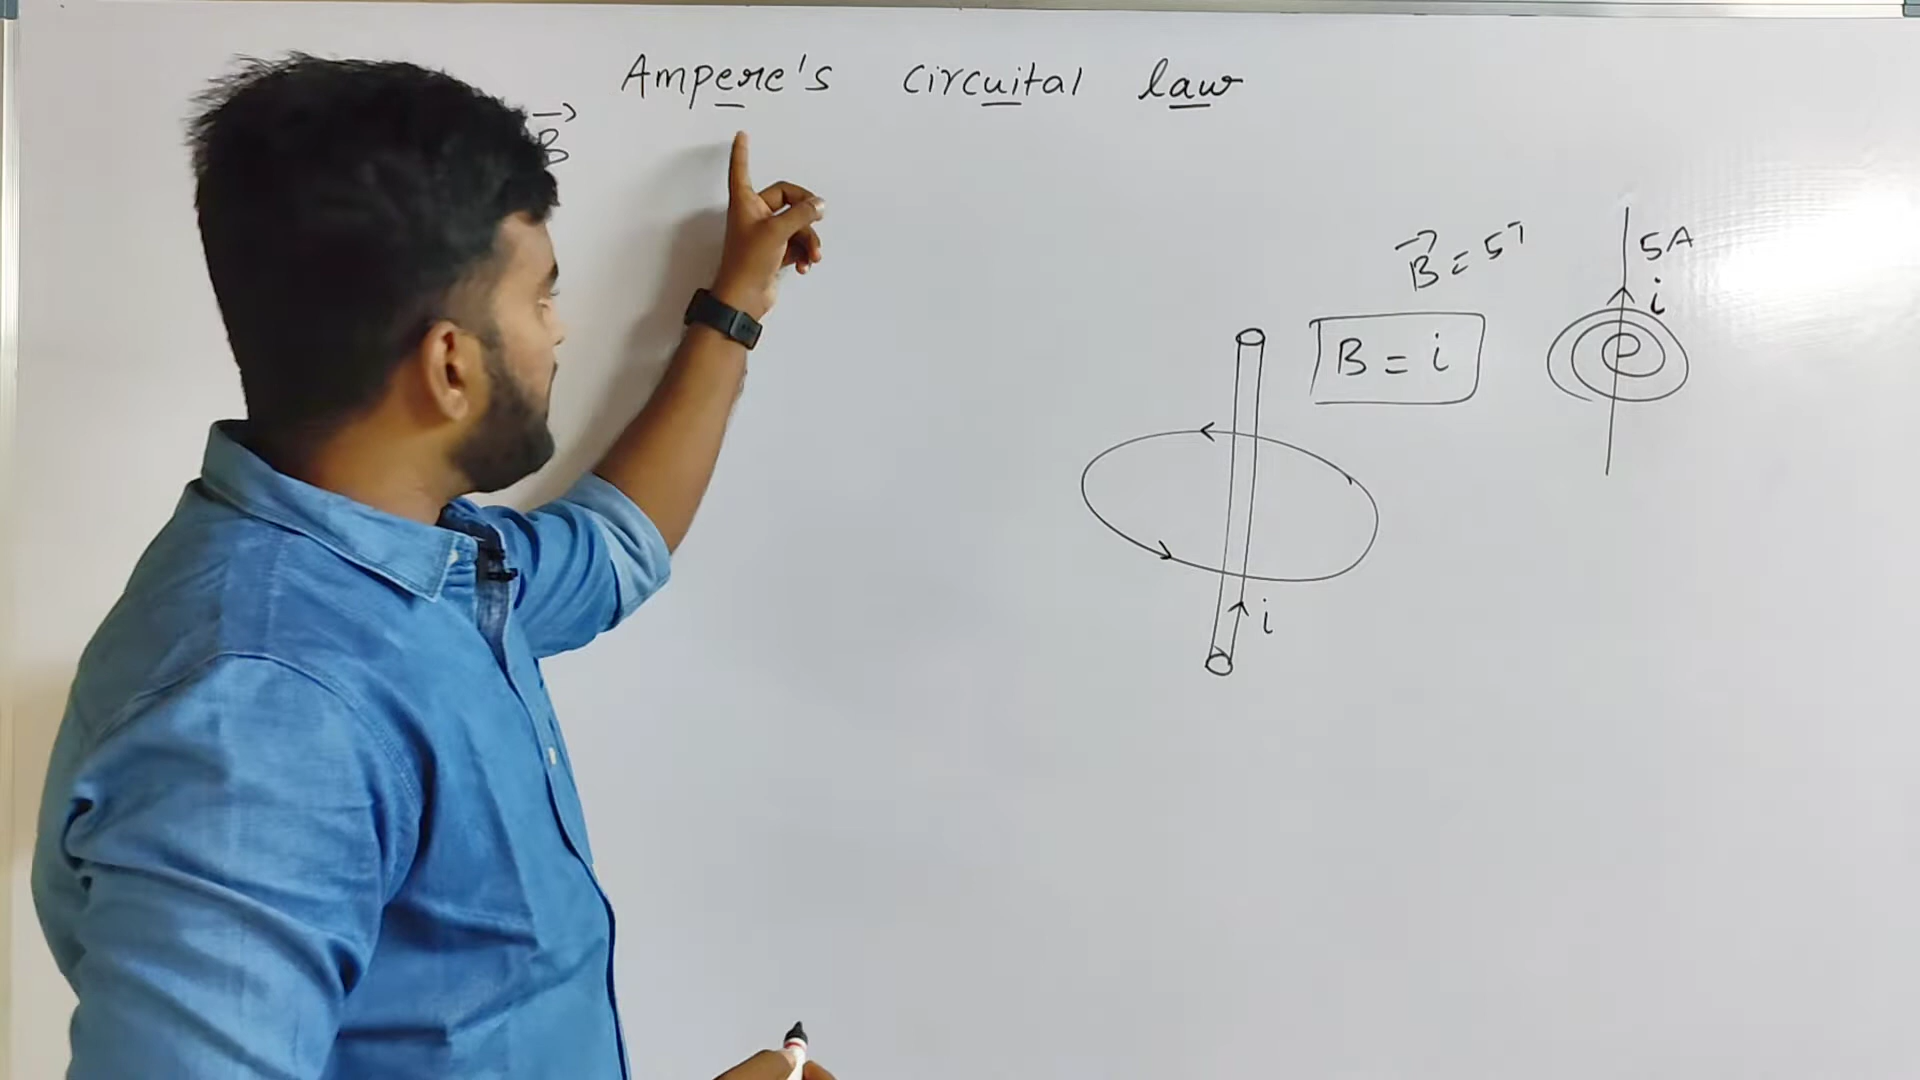 Ampere's circuital law
B
B = 5T
5A
i
B = i
i